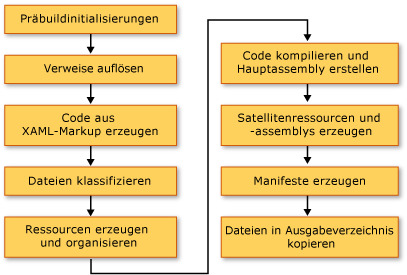 Präbuildinitialisierungen
Verweise auflösen
Code aus
XAML-Markup erzeugen
Dateien klassifizieren
Ressourcen erzeugen
und organisieren
Code kompilieren und
Hauptassembly erstellen
Satellitenressourcen und
-assemblys erzeugen
Manifeste erzeugen
Dateien in Ausgabeverzeichnis
kopieren